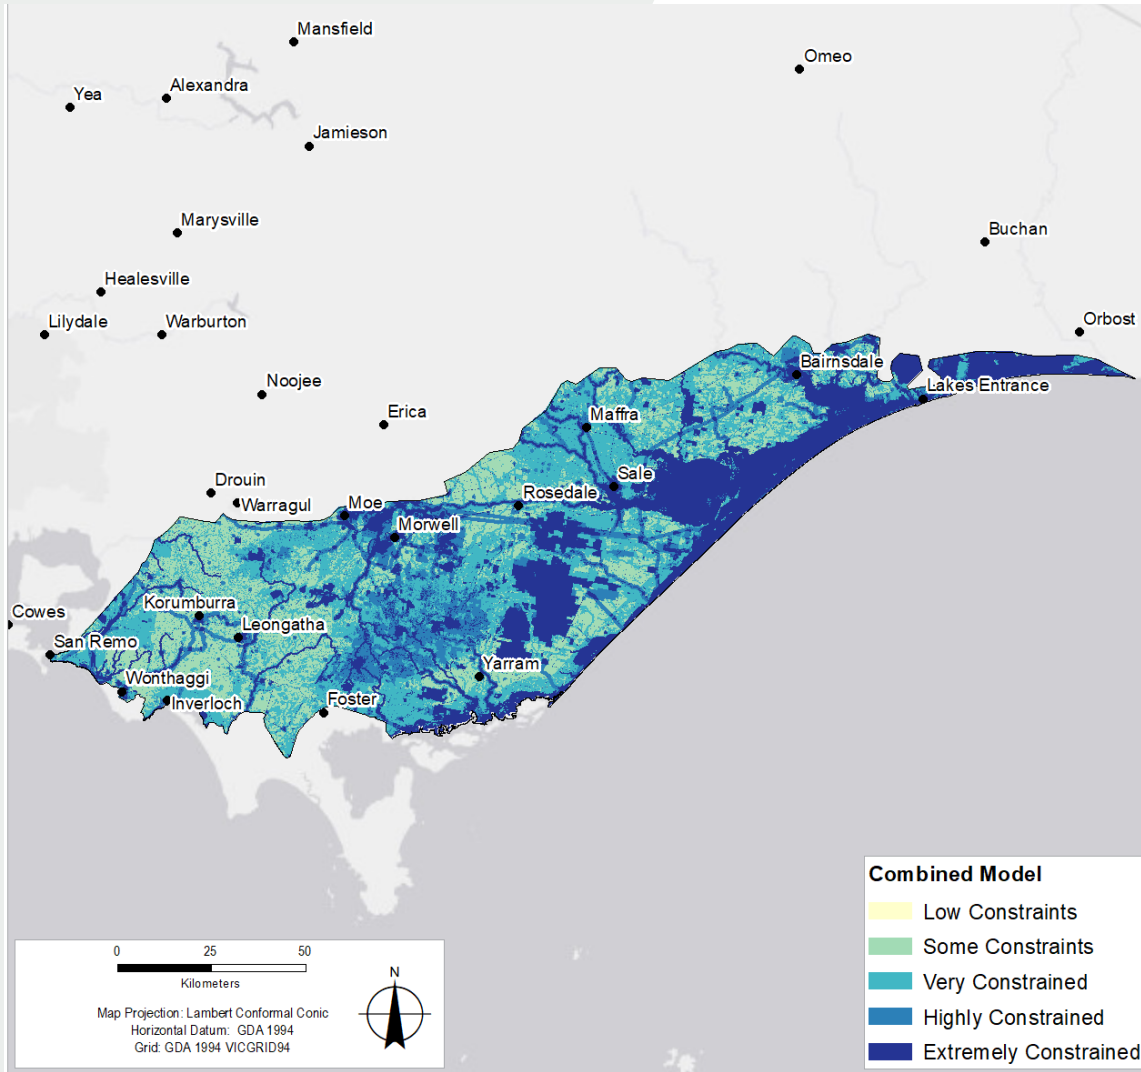 Mansfield
Omeo
Alexandra
Yea
Jamieson
Marysville
Buchan
Healesville
Lilydale
Warburton
Orbost
Bairnsdale
Noojee
Lakes Entrance
Erica
Maffra
Sale
Drouin
Rosedale
Warragul
Moe
Morwell
Korumburra
Cowes
Leongatha
San Remo
Yarram
Wonthaggi
Foster
Inverloch
Combined Model
Low Constraints
Some Constraints
Very Constrained
Highly Constrained
Extremely Constrained
0 25 50
Kilometers
N
Map Projection: Lambert Conformal Conic
Horizontal Datum: GDA 1994
Grid: GDA 1994 VICGRID94